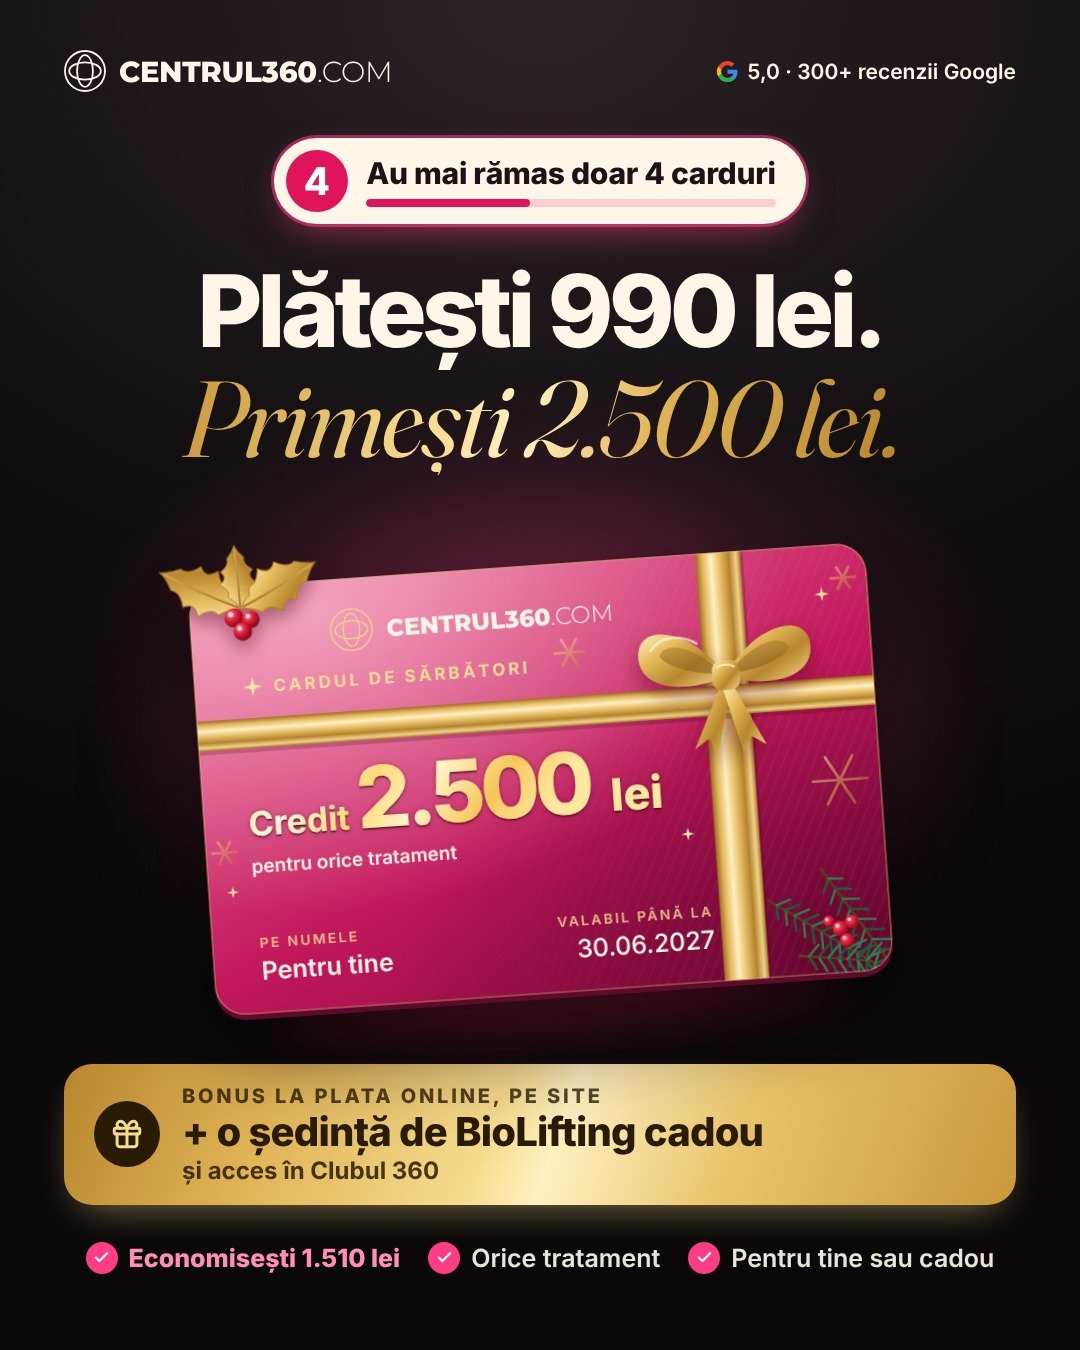 CENTRUL360.COM
5,0 · 300+ recenzii Google
4
Au mai rămas doar 4 carduri
Plătești 990 lei.
Primești 2.500 lei.
CENTRUL360.COM
CARDUL DE SĂRBĂTORI
Credit 2.500 lei
pentru orice tratament
PE NUMELE
Pentru tine
VALABIL PÂNĂ LA
30.06.2027
BONUS LA PLATA ONLINE, PE SITE
+ o ședință de BioLifting cadou
și acces în Clubul 360
Economisești 1.510 lei
Orice tratament
Pentru tine sau cadou